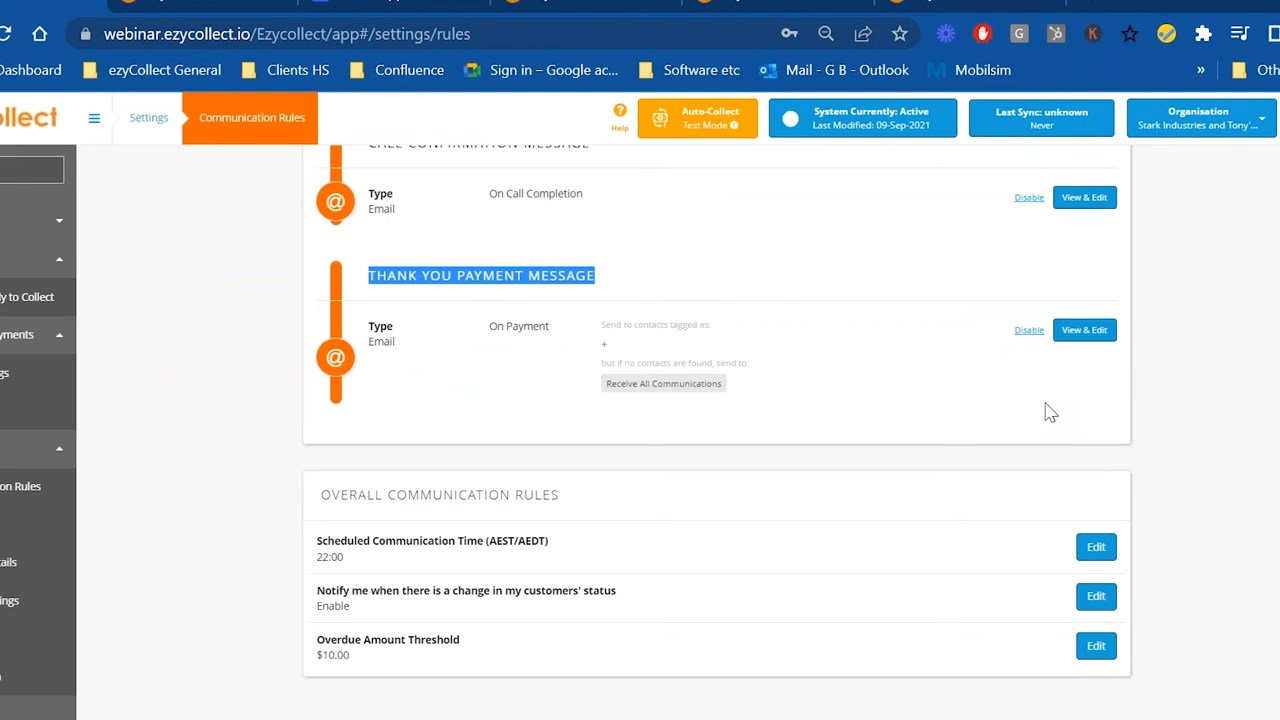 webinar.ezycollect.io/Ezycollect/app#/settings/rules
G
K
Dashboard
ezyCollect General
Clients HS
Confluence
Sign in – Google ac...
Software etc
Mail - G B - Outlook
Mobilsim
»
Oth
ollect
Settings
Communication Rules
Help
Auto-Collect
Test Mode
System Currently: Active
Last Modified: 09-Sep-2021
Last Sync: unknown
Never
Organisation
Stark Industries and Tony'...
CALL CONFIRMATION MESSAGE
@
Type
Email
On Call Completion
Disable
View & Edit
THANK YOU PAYMENT MESSAGE
@
Type
Email
On Payment
Send to contacts tagged as:
+
but if no contacts are found, send to:
Receive All Communications
Disable
View & Edit
OVERALL COMMUNICATION RULES
Scheduled Communication Time (AEST/AEDT)
22:00
Edit
Notify me when there is a change in my customers' status
Enable
Edit
Overdue Amount Threshold
$10.00
Edit
y to Collect
yments
gs
on Rules
tails
ings